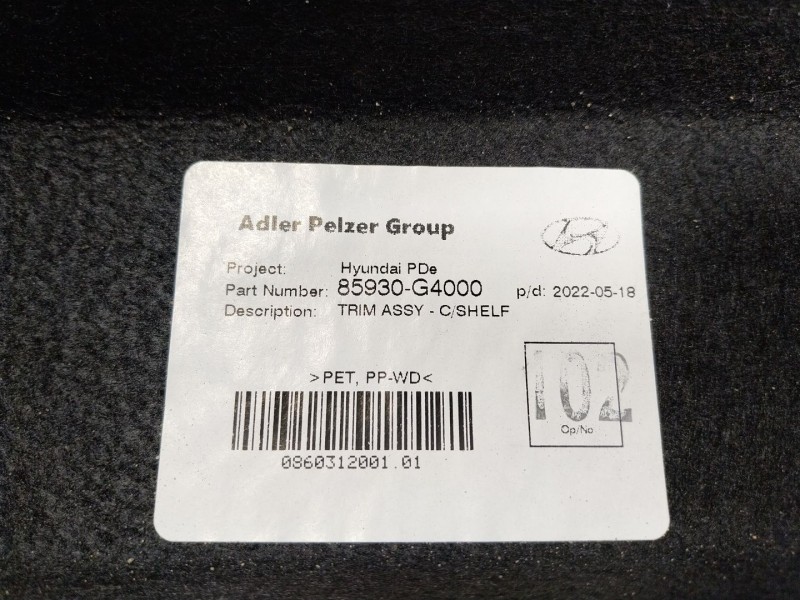 Adler Pelzer Group
Project: Hyundai PDe
Part Number: 85930-G4000 p/d: 2022-05-18
Description: TRIM ASSY - C/SHELF
>PET, PP-WD<
102
Op/No
0860312001.01